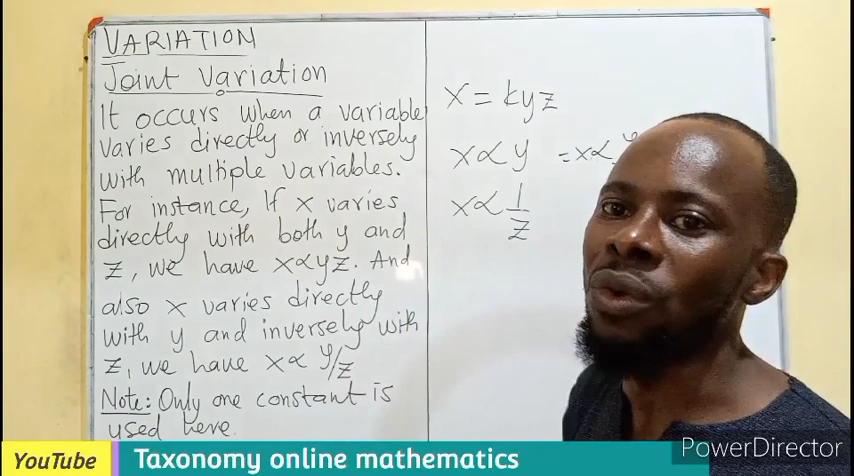 VARIATION
Joint Variation
It occurs when a variable
varies directly or inversely
with multiple variables.
For instance, If x varies
directly with both y and
z, we have x∝yz. And
also x varies directly
with y and inversely with
z, we have x∝ y/z
Note: Only one constant is
used here.
x = kyz
x∝y = x∝ y
x∝ 1/z
YouTube Taxonomy online mathematics
PowerDirector